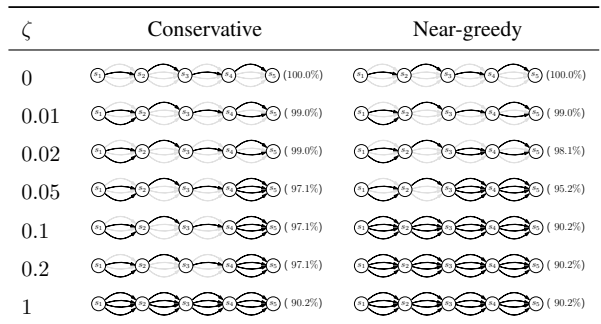 ζ Conservative Near-greedy
0 s1 s2 s3 s4 s5 (100.0%) s1 s2 s3 s4 s5 (100.0%)
0.01 s1 s2 s3 s4 s5 ( 99.0%) s1 s2 s3 s4 s5 ( 99.0%)
0.02 s1 s2 s3 s4 s5 ( 99.0%) s1 s2 s3 s4 s5 ( 98.1%)
0.05 s1 s2 s3 s4 s5 ( 97.1%) s1 s2 s3 s4 s5 ( 95.2%)
0.1 s1 s2 s3 s4 s5 ( 97.1%) s1 s2 s3 s4 s5 ( 90.2%)
0.2 s1 s2 s3 s4 s5 ( 97.1%) s1 s2 s3 s4 s5 ( 90.2%)
1 s1 s2 s3 s4 s5 ( 90.2%) s1 s2 s3 s4 s5 ( 90.2%)